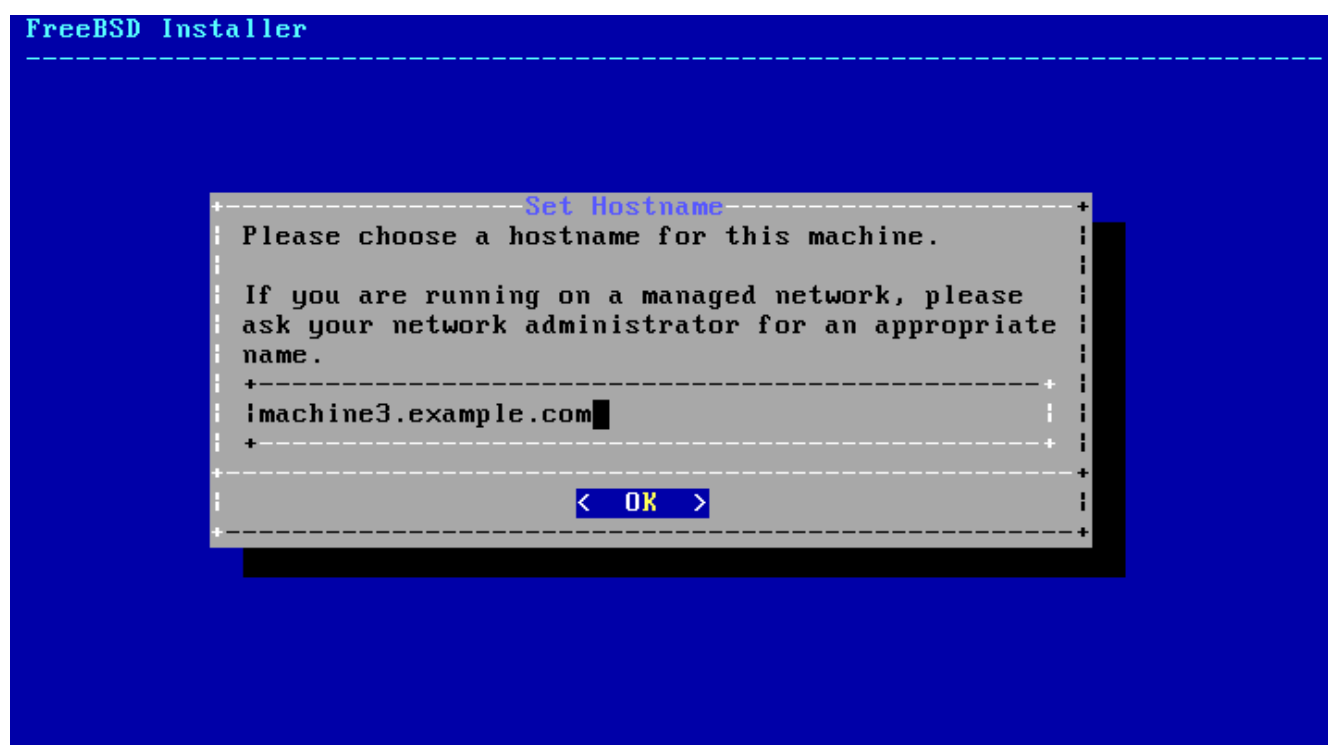 FreeBSD Installer
Set Hostname
Please choose a hostname for this machine.
If you are running on a managed network, please
ask your network administrator for an appropriate
name.
machine3.example.com
< OK >